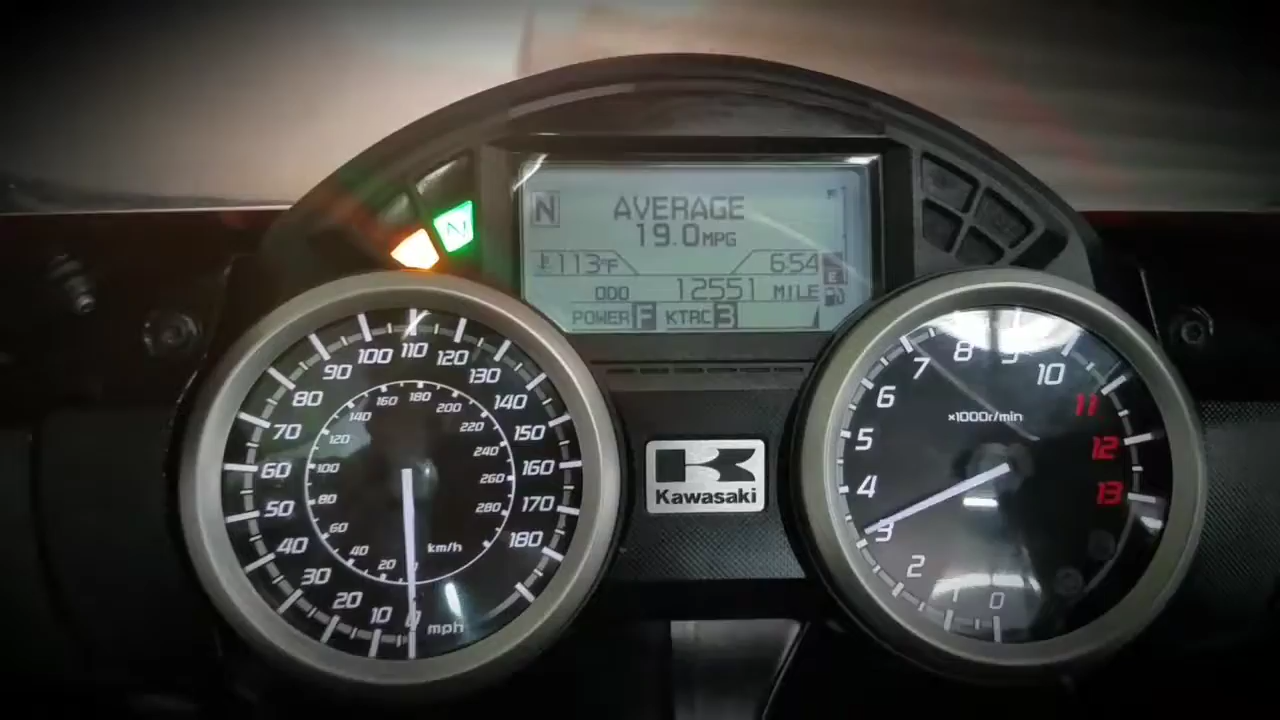 N
N AVERAGE
19.0 MPG
113°F 6:54
E
ODO 12551 MILE
POWER F KTRC 3
0 10 20 30 40 50 60 70 80 90 100 110 120 130 140 150 160 170 180
mph
20 40 60 80 100 120 140 160 180 200 220 240 260 280
km/h
Kawasaki
0 1 2 3 4 5 6 7 8 9 10 11 12 13
×1000r/min